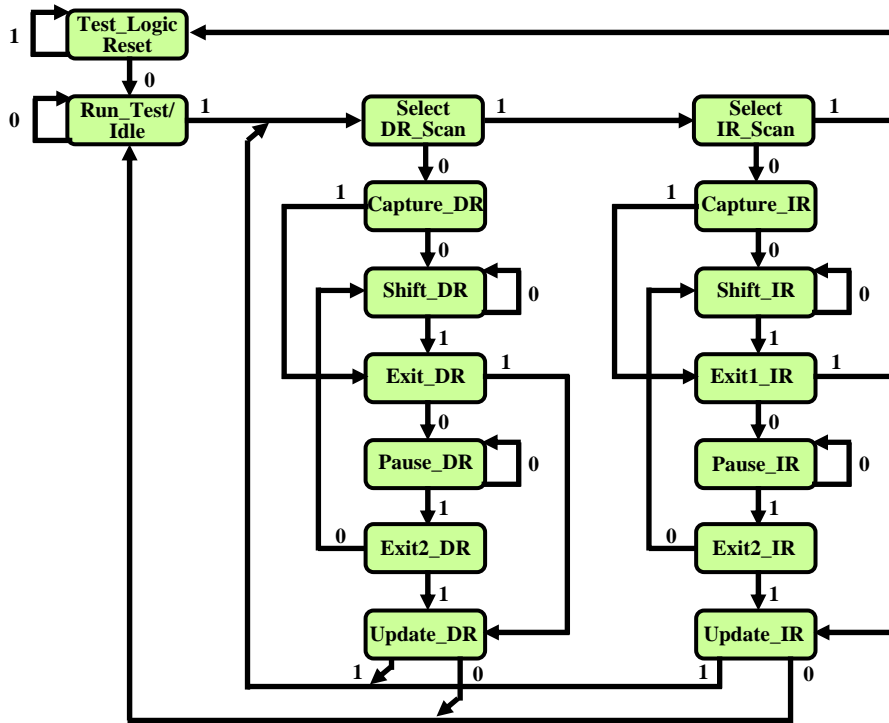 Test_Logic
Reset
1
0
Run_Test/
Idle
0
1
Select
DR_Scan
1
Select
IR_Scan
1
0
0
1
Capture_DR
1
Capture_IR
0
0
Shift_DR
0
Shift_IR
0
1
1
Exit_DR
1
Exit1_IR
1
0
0
Pause_DR
0
Pause_IR
0
1
1
0
Exit2_DR
0
Exit2_IR
1
1
Update_DR
Update_IR
1
0
1
0